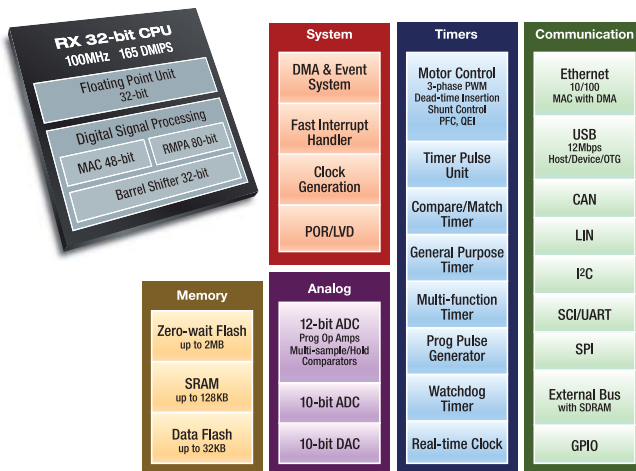 RX 32-bit CPU
100MHz 165 DMIPS
Floating Point Unit
32-bit
Digital Signal Processing
MAC 48-bit
RMPA 80-bit
Barrel Shifter 32-bit
System
DMA & Event
System
Fast Interrupt
Handler
Clock
Generation
POR/LVD
Timers
Motor Control
3-phase PWM
Dead-time Insertion
Shunt Control
PFC, QEI
Timer Pulse
Unit
Compare/Match
Timer
General Purpose
Timer
Multi-function
Timer
Prog Pulse
Generator
Watchdog
Timer
Real-time Clock
Communication
Ethernet
10/100
MAC with DMA
USB
12Mbps
Host/Device/OTG
CAN
LIN
I²C
SCI/UART
SPI
External Bus
with SDRAM
GPIO
Memory
Zero-wait Flash
up to 2MB
SRAM
up to 128KB
Data Flash
up to 32KB
Analog
12-bit ADC
Prog Op Amps
Multi-sample/Hold
Comparators
10-bit ADC
10-bit DAC